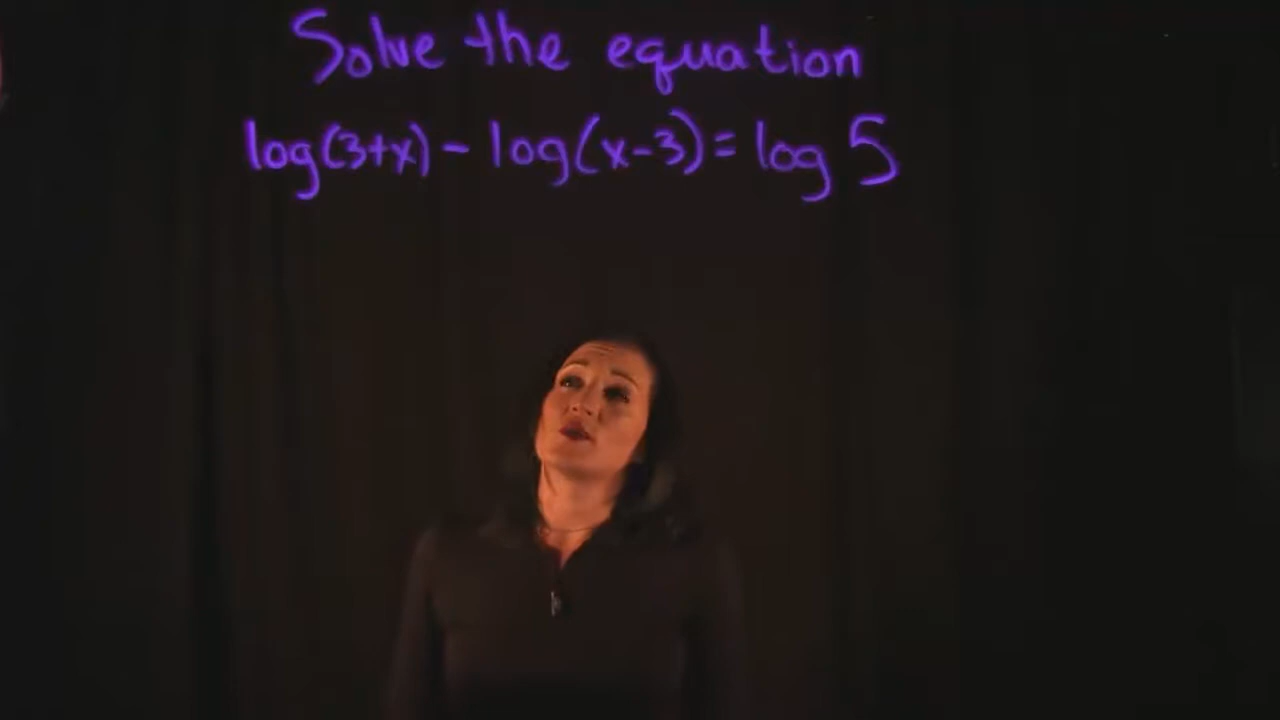 Solve the equation
log(3+x) - log(x-3) = log 5